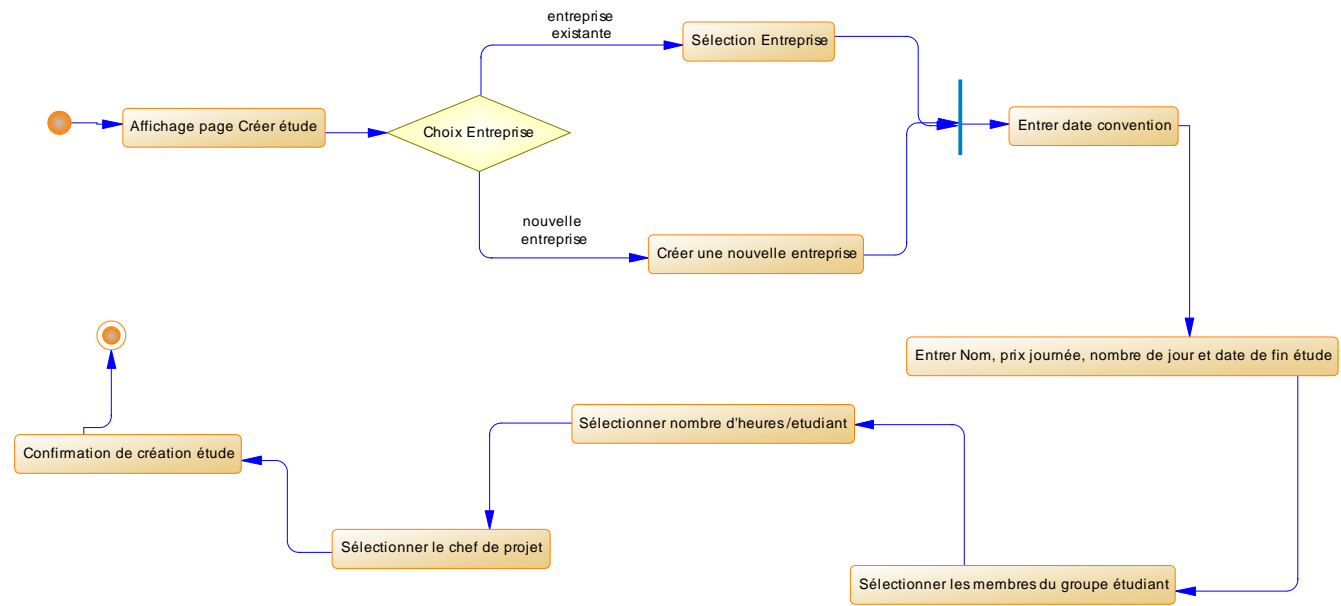 entreprise
existante
Sélection Entreprise
Affichage page Créer étude
Choix Entreprise
Entrer date convention
nouvelle
entreprise
Créer une nouvelle entreprise
Entrer Nom, prix journée, nombre de jour et date de fin étude
Sélectionner nombre d'heures/etudiant
Confirmation de création étude
Sélectionner le chef de projet
Sélectionner les membres du groupe étudiant